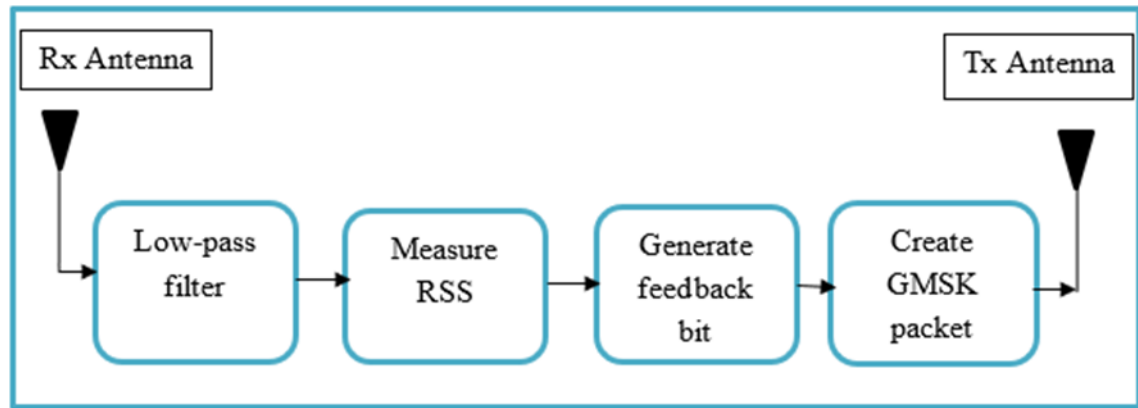 Rx Antenna
Tx Antenna
Low-pass
filter
Measure
RSS
Generate
feedback
bit
Create
GMSK
packet